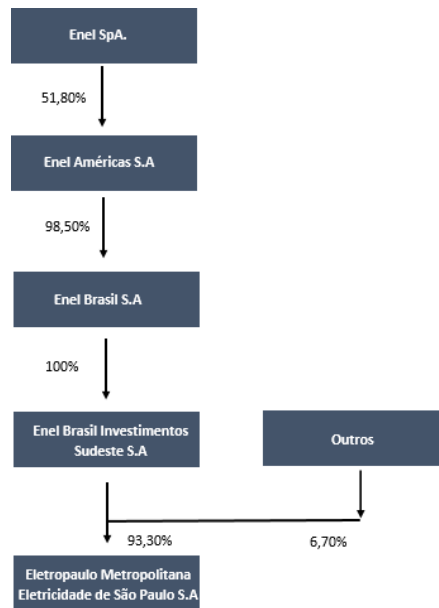 Enel SpA.
51,80%
Enel Américas S.A
98,50%
Enel Brasil S.A
100%
Enel Brasil Investimentos
Sudeste S.A
Outros
93,30%
6,70%
Eletropaulo Metropolitana
Eletricidade de São Paulo S.A